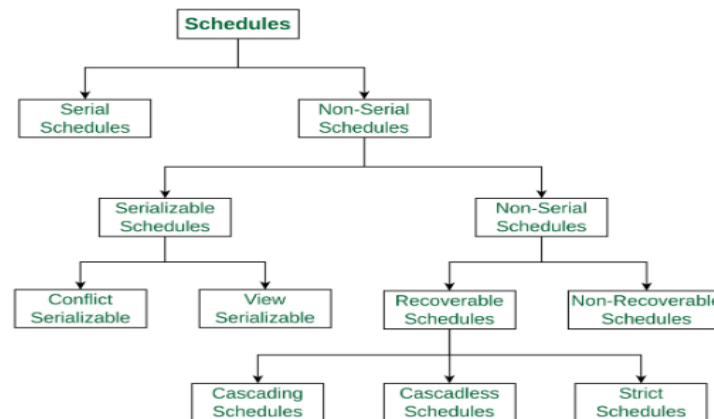 Schedules
Serial
Schedules
Non-Serial
Schedules
Serializable
Schedules
Non-Serial
Schedules
Conflict
Serializable
View
Serializable
Recoverable
Schedules
Non-Recoverable
Schedules
Cascading
Schedules
Cascadless
Schedules
Strict
Schedules